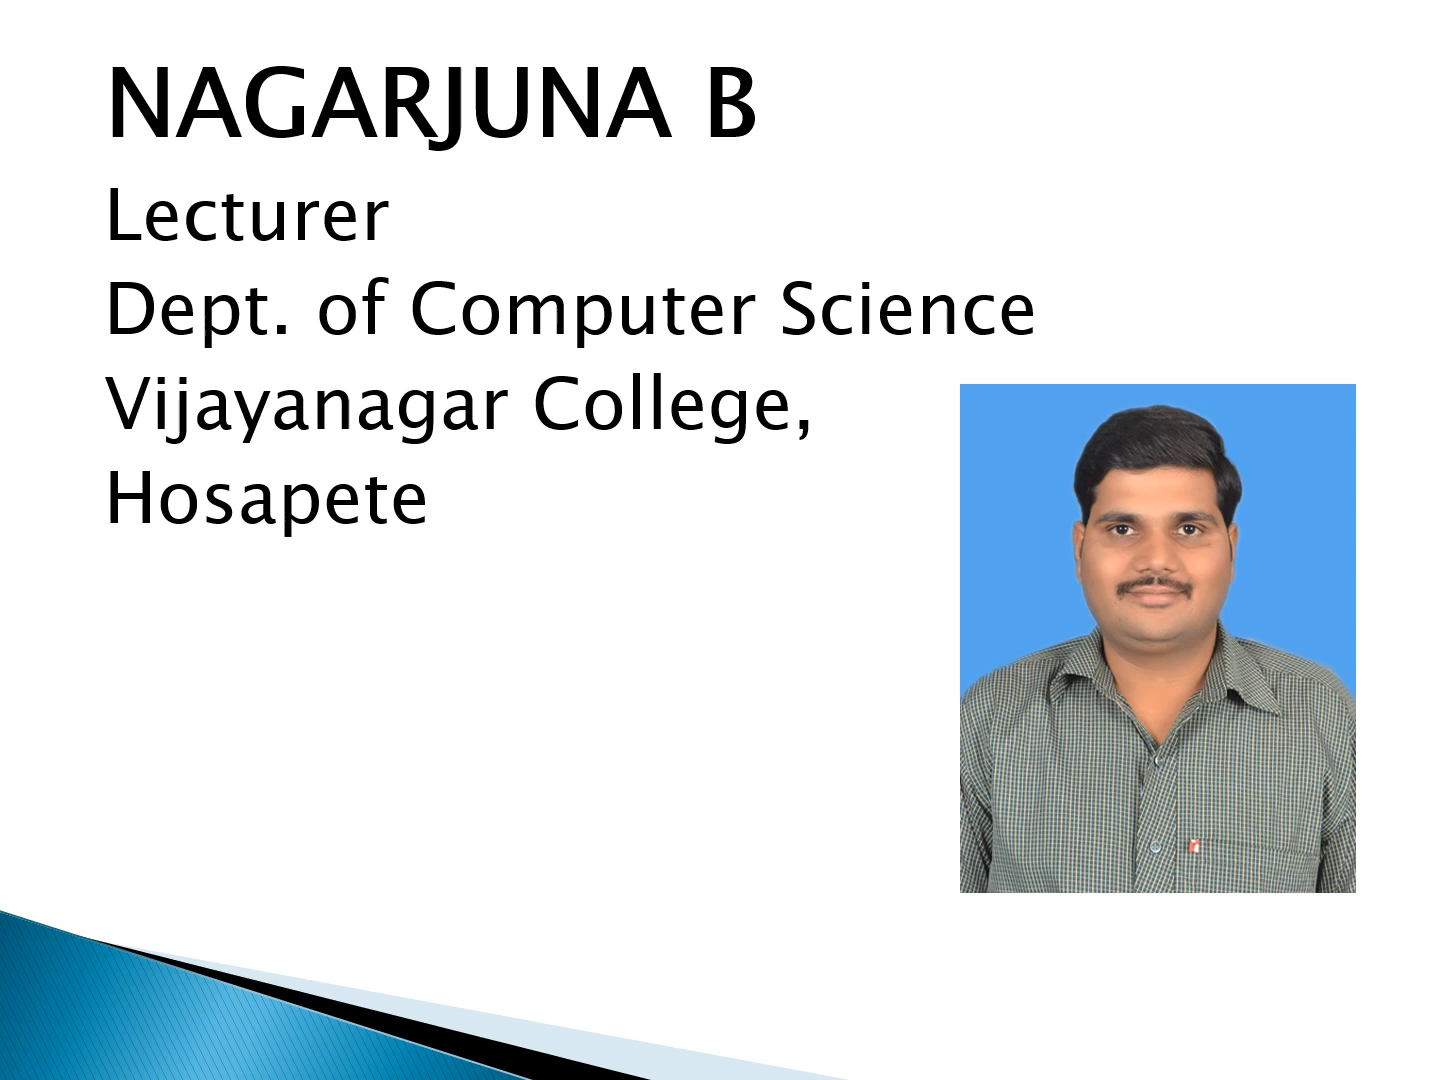 NAGARJUNA B
Lecturer
Dept. of Computer Science
Vijayanagar College,
Hosapete